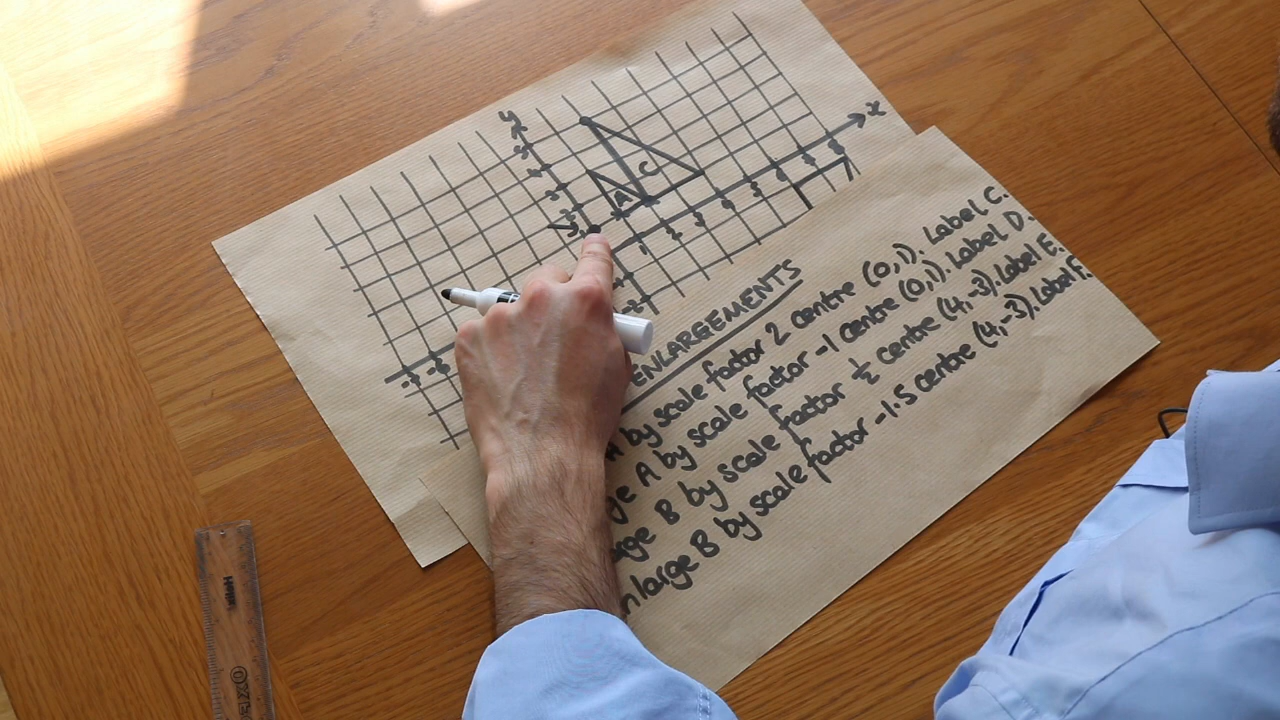 y
x
A
C
ENLARGEMENTS
A by scale factor 2 centre (0,1). Label C.
ge A by scale factor -1 centre (0,1). Label D.
age B by scale factor ½ centre (4,-3). Label E.
nlarge B by scale factor -1.5 centre (4,-3). Label F.